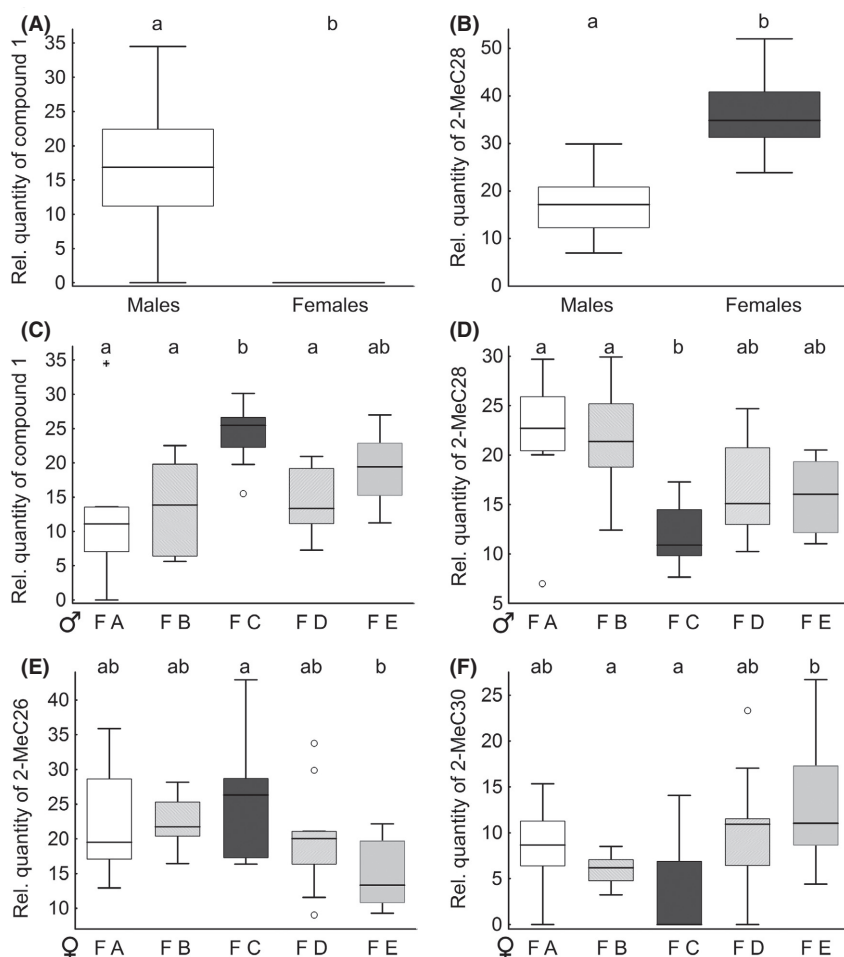 (A)
a b
Rel. quantity of compound 1
35
30
25
20
15
10
5
0
Males Females
(B)
a b
Rel. quantity of 2-MeC28
50
40
30
20
10
0
Males Females
(C)
a a b a ab
Rel. quantity of compound 1
35
30
25
20
15
10
5
0
♂ F A F B F C F D F E
(D)
a a b ab ab
Rel. quantity of 2-MeC28
30
25
20
15
10
5
♂ F A F B F C F D F E
(E)
ab ab a ab b
Rel. quantity of 2-MeC26
40
35
30
25
20
15
10
♀ F A F B F C F D F E
(F)
ab a a ab b
Rel. quantity of 2-MeC30
25
20
15
10
5
0
♀ F A F B F C F D F E